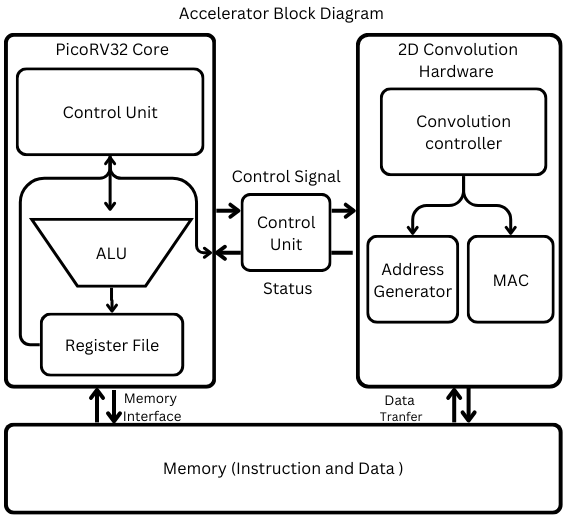 Accelerator Block Diagram
PicoRV32 Core
2D Convolution
Hardware
Control Unit
Convolution
controller
Control Signal
Control
Unit
Status
ALU
Register File
Address
Generator
MAC
Memory
Interface
Data
Tranfer
Memory (Instruction and Data )